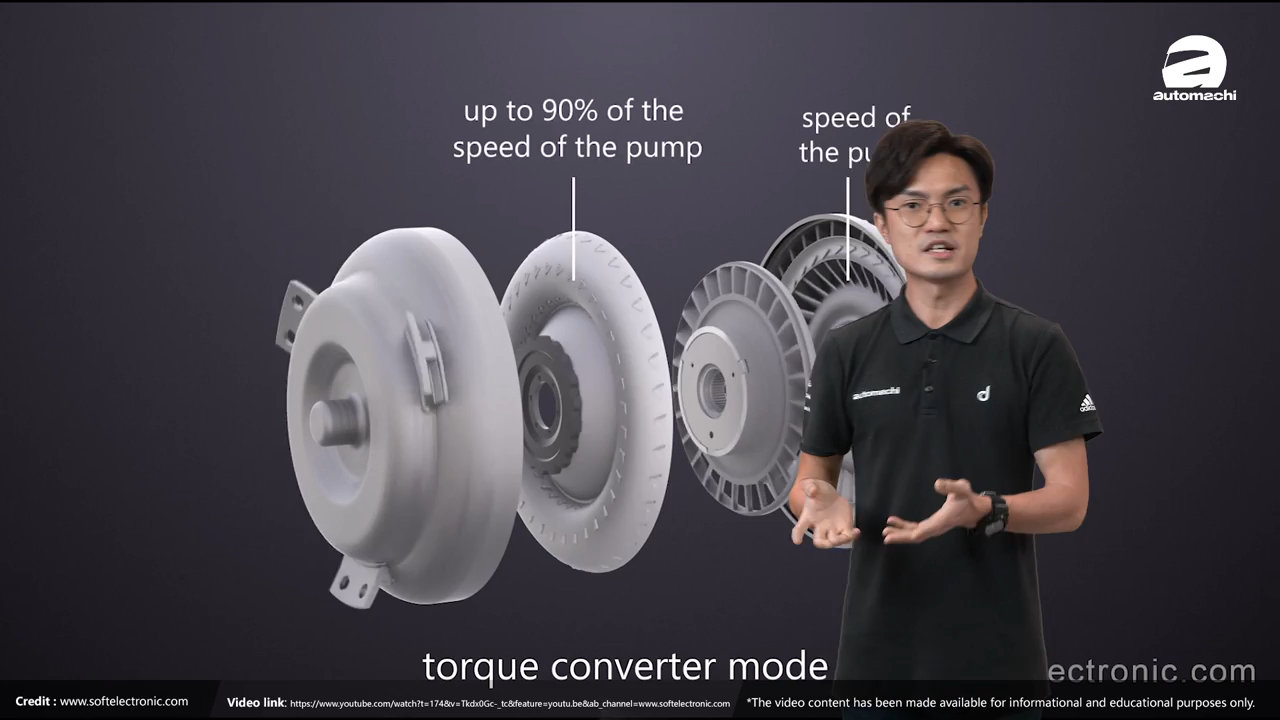 automachi
up to 90% of the
speed of the pump
speed of
the pu
automachi
d
adidas
torque converter mode
ectronic.com
Credit : www.softelectronic.com
Video link: https://www.youtube.com/watch?t=174&v=Tkdx0Gc-_tc&feature=youtu.be&ab_channel=www.softelectronic.com
*The video content has been made available for informational and educational purposes only.